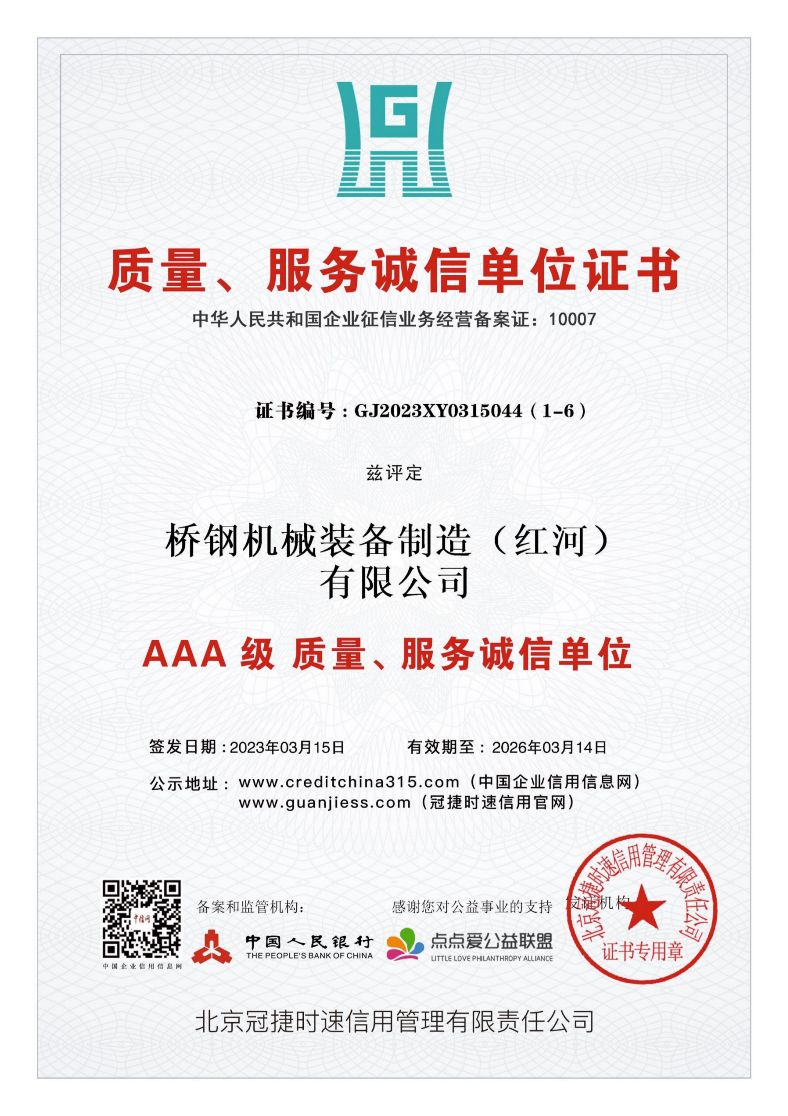 质量、服务诚信单位证书
中华人民共和国企业征信业务经营备案证：10007
证书编号：GJ2023XY0315044（1-6）
兹评定
桥钢机械装备制造（红河）
有限公司
AAA 级 质量、服务诚信单位
签发日期：2023年03月15日 有效期至：2026年03月14日
公示地址：www.creditchina315.com（中国企业信用信息网）
www.guanjiess.com（冠捷时速信用官网）
备案和监管机构： 感谢您对公益事业的支持 发证机构
中信网
中国人民银行
THE PEOPLE'S BANK OF CHINA
点点爱公益联盟
LITTLE LOVE PHILANTHROPY ALLIANCE
北京冠捷时速信用管理有限责任公司
证书专用章
中国企业信用信息网
北京冠捷时速信用管理有限责任公司